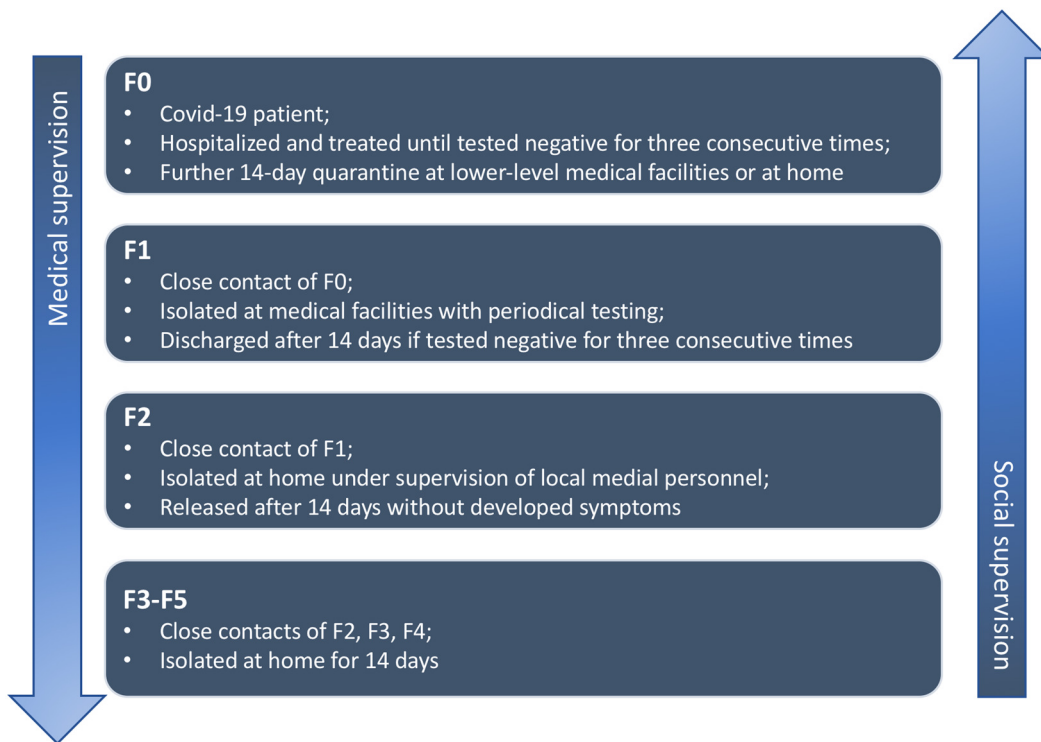 Medical supervision
F0
• Covid-19 patient;
• Hospitalized and treated until tested negative for three consecutive times;
• Further 14-day quarantine at lower-level medical facilities or at home
F1
• Close contact of F0;
• Isolated at medical facilities with periodical testing;
• Discharged after 14 days if tested negative for three consecutive times
F2
• Close contact of F1;
• Isolated at home under supervision of local medial personnel;
• Released after 14 days without developed symptoms
F3-F5
• Close contacts of F2, F3, F4;
• Isolated at home for 14 days
Social supervision